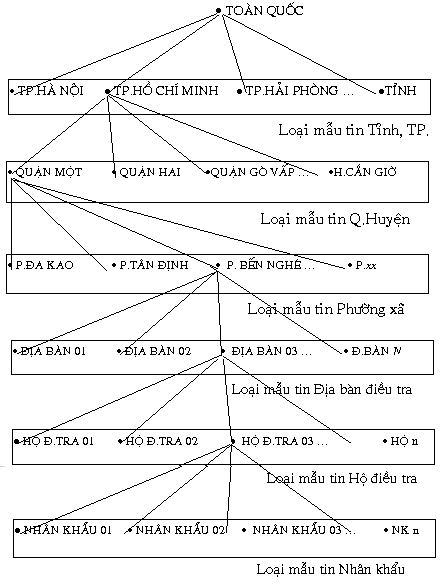 TOÀN QUỐC
TP.HÀ NỘI TP.HỒ CHÍ MINH TP.HẢI PHÒNG ... TỈNH
Loại mẫu tin Tỉnh, TP.
QUẬN MỘT QUẬN HAI QUẬN GÒ VẤP ... H.CẦN GIỜ
Loại mẫu tin Q.Huyện
P.ĐA KAO P.TÂN ĐỊNH P. BẾN NGHÉ ... P.xx
Loại mẫu tin Phường xã
ĐỊA BÀN 01 ĐỊA BÀN 02 ĐỊA BÀN 03 ... Đ.BÀN N
Loại mẫu tin Địa bàn điều tra
HỘ Đ.TRA 01 HỘ Đ.TRA 02 HỘ Đ.TRA 03 ... HỘ n
Loại mẫu tin Hộ điều tra
NHÂN KHẨU 01 NHÂN KHẨU 02 NHÂN KHẨU 03 ... NK n
Loại mẫu tin Nhân khẩu